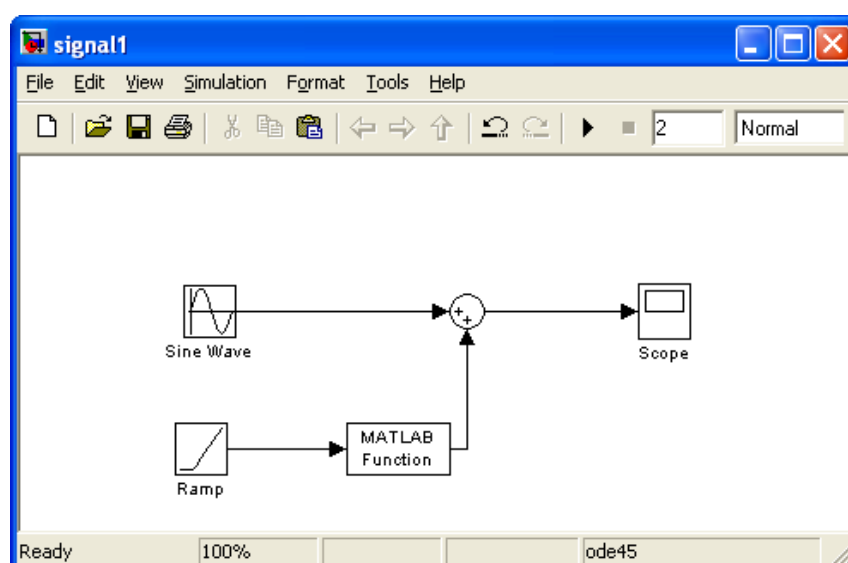 signal1
File Edit View Simulation Format Tools Help
2 Normal
+
+
Sine Wave
Scope
MATLAB
Function
Ramp
Ready 100% ode45